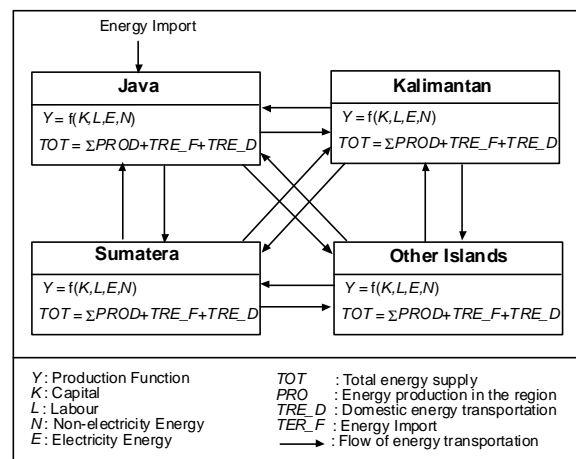 Energy Import
Java
Y = f(K,L,E,N)
TOT = ΣPROD+TRE_F+TRE_D
Kalimantan
Y = f(K,L,E,N)
TOT = ΣPROD+TRE_F+TRE_D
Sumatera
Y = f(K,L,E,N)
TOT = ΣPROD+TRE_F+TRE_D
Other Islands
Y = f(K,L,E,N)
TOT = ΣPROD+TRE_F+TRE_D
Y : Production Function
K : Capital
L : Labour
N : Non-electricity Energy
E : Electricity Energy
TOT : Total energy supply
PRO : Energy production in the region
TRE_D : Domestic energy transportation
TER_F : Energy Import
: Flow of energy transportation